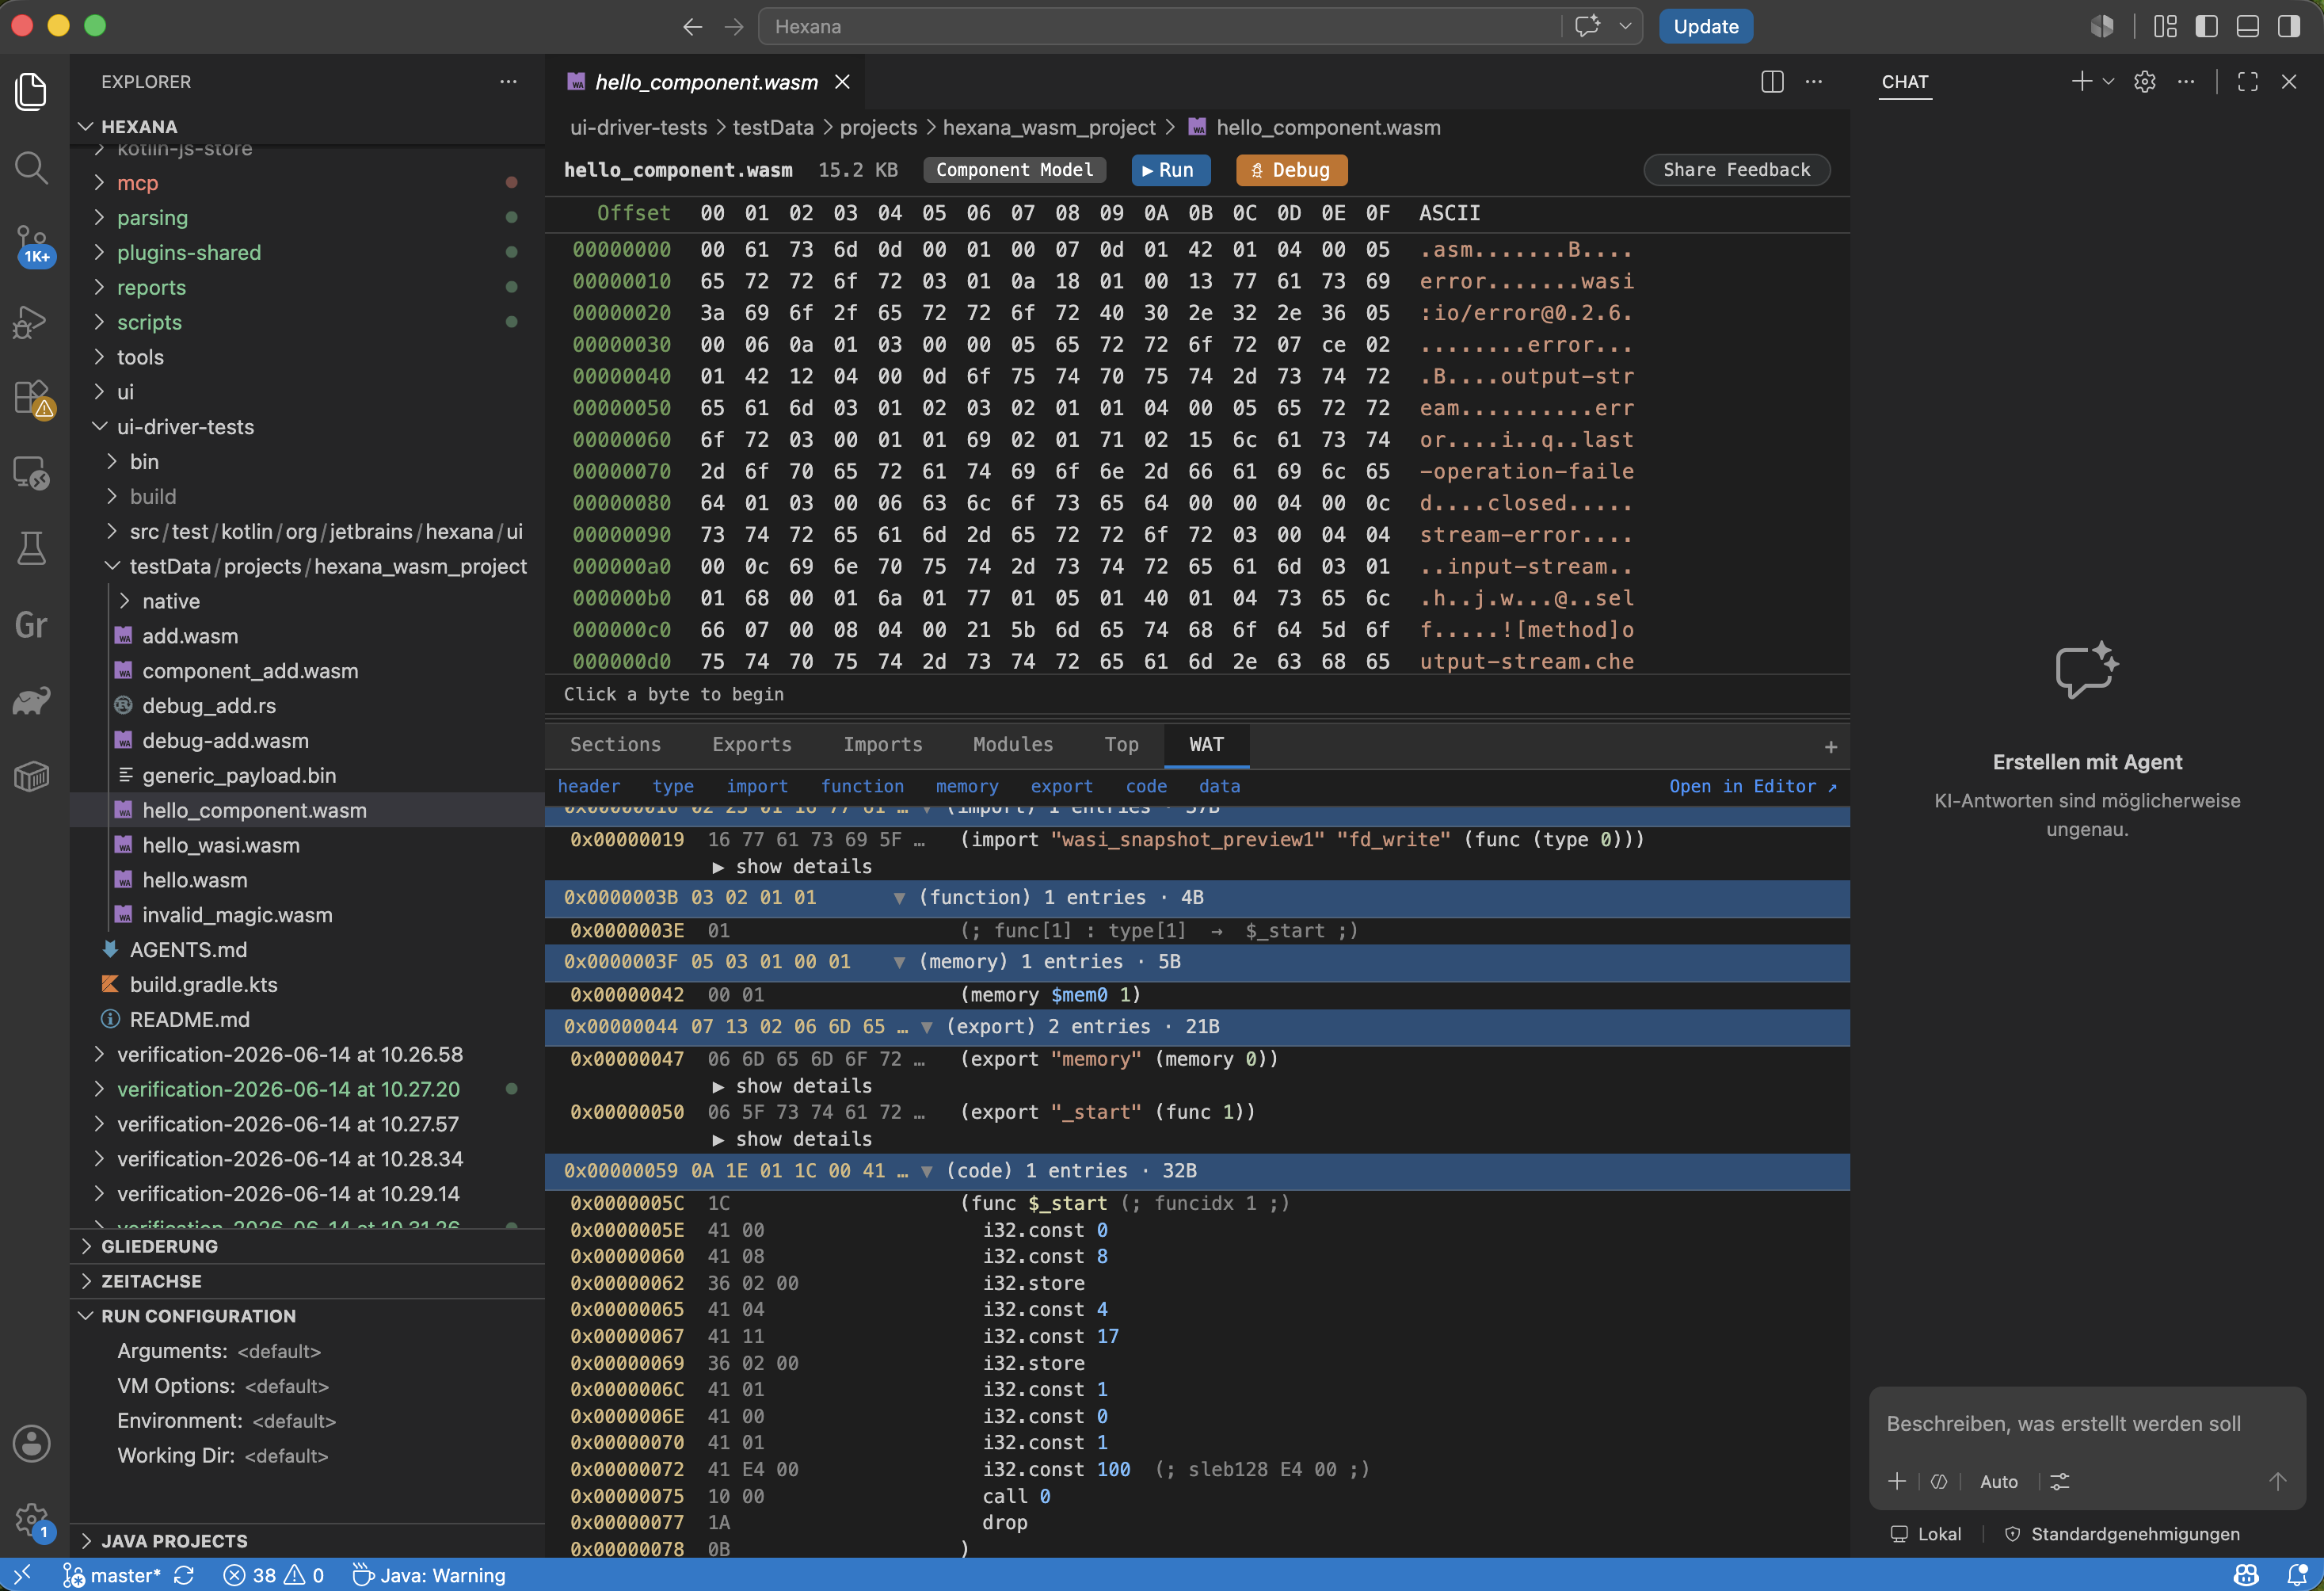 Hexana
Update
EXPLORER
HEXANA
kotlin-js-store
mcp
parsing
plugins-shared
reports
scripts
tools
ui
ui-driver-tests
bin
build
src/test/kotlin/org/jetbrains/hexana/ui
testData/projects/hexana_wasm_project
native
add.wasm
component_add.wasm
debug_add.rs
debug-add.wasm
generic_payload.bin
hello_component.wasm
hello_wasi.wasm
hello.wasm
invalid_magic.wasm
AGENTS.md
build.gradle.kts
README.md
verification-2026-06-14 at 10.26.58
verification-2026-06-14 at 10.27.20
verification-2026-06-14 at 10.27.57
verification-2026-06-14 at 10.28.34
verification-2026-06-14 at 10.29.14
verification-2026-06-14 at 10.31.26
GLIEDERUNG
ZEITACHSE
RUN CONFIGURATION
Arguments: <default>
VM Options: <default>
Environment: <default>
Working Dir: <default>
JAVA PROJECTS
1K+
Gr
1
hello_component.wasm
ui-driver-tests > testData > projects > hexana_wasm_project > hello_component.wasm
hello_component.wasm 15.2 KB Component Model Run Debug Share Feedback
Offset 00 01 02 03 04 05 06 07 08 09 0A 0B 0C 0D 0E 0F ASCII
00000000 00 61 73 6d 0d 00 01 00 07 0d 01 42 01 04 00 05 .asm.......B....
00000010 65 72 72 6f 72 03 01 0a 18 01 00 13 77 61 73 69 error.......wasi
00000020 3a 69 6f 2f 65 72 72 6f 72 40 30 2e 32 2e 36 05 :io/error@0.2.6.
00000030 00 06 0a 01 03 00 00 05 65 72 72 6f 72 07 ce 02 ........error...
00000040 01 42 12 04 00 0d 6f 75 74 70 75 74 2d 73 74 72 .B....output-str
00000050 65 61 6d 03 01 02 03 02 01 01 04 00 05 65 72 72 eam..........err
00000060 6f 72 03 00 01 01 69 02 01 71 02 15 6c 61 73 74 or....i..q..last
00000070 2d 6f 70 65 72 61 74 69 6f 6e 2d 66 61 69 6c 65 -operation-faile
00000080 64 01 03 00 06 63 6c 6f 73 65 64 00 00 04 00 0c d....closed.....
00000090 73 74 72 65 61 6d 2d 65 72 72 6f 72 03 00 04 04 stream-error....
000000a0 00 0c 69 6e 70 75 74 2d 73 74 72 65 61 6d 03 01 ..input-stream..
000000b0 01 68 00 01 6a 01 77 01 05 01 40 01 04 73 65 6c .h..j.w...@..sel
000000c0 66 07 00 08 04 00 21 5b 6d 65 74 68 6f 64 5d 6f f.....![method]o
000000d0 75 74 70 75 74 2d 73 74 72 65 61 6d 2e 63 68 65 utput-stream.che
Click a byte to begin
Sections Exports Imports Modules Top WAT
header type import function memory export code data Open in Editor ↗
0x00000016 02 23 01 16 77 61 … ▼ (import) 1 entries · 37B
0x00000019 16 77 61 73 69 5F … (import "wasi_snapshot_preview1" "fd_write" (func (type 0)))
▶ show details
0x0000003B 03 02 01 01 ▼ (function) 1 entries · 4B
0x0000003E 01 (; func[1] : type[1] → $_start ;)
0x0000003F 05 03 01 00 01 ▼ (memory) 1 entries · 5B
0x00000042 00 01 (memory $mem0 1)
0x00000044 07 13 02 06 6D 65 … ▼ (export) 2 entries · 21B
0x00000047 06 6D 65 6D 6F 72 … (export "memory" (memory 0))
▶ show details
0x00000050 06 5F 73 74 61 72 … (export "_start" (func 1))
▶ show details
0x00000059 0A 1E 01 1C 00 41 … ▼ (code) 1 entries · 32B
0x0000005C 1C (func $_start (; funcidx 1 ;)
0x0000005E 41 00 i32.const 0
0x00000060 41 08 i32.const 8
0x00000062 36 02 00 i32.store
0x00000065 41 04 i32.const 4
0x00000067 41 11 i32.const 17
0x00000069 36 02 00 i32.store
0x0000006C 41 01 i32.const 1
0x0000006E 41 00 i32.const 0
0x00000070 41 01 i32.const 1
0x00000072 41 E4 00 i32.const 100 (; sleb128 E4 00 ;)
0x00000075 10 00 call 0
0x00000077 1A drop
0x00000078 0B )
CHAT
Erstellen mit Agent
KI-Antworten sind möglicherweise
ungenau.
Beschreiben, was erstellt werden soll
Auto
Lokal Standardgenehmigungen
master* 38 0 Java: Warning